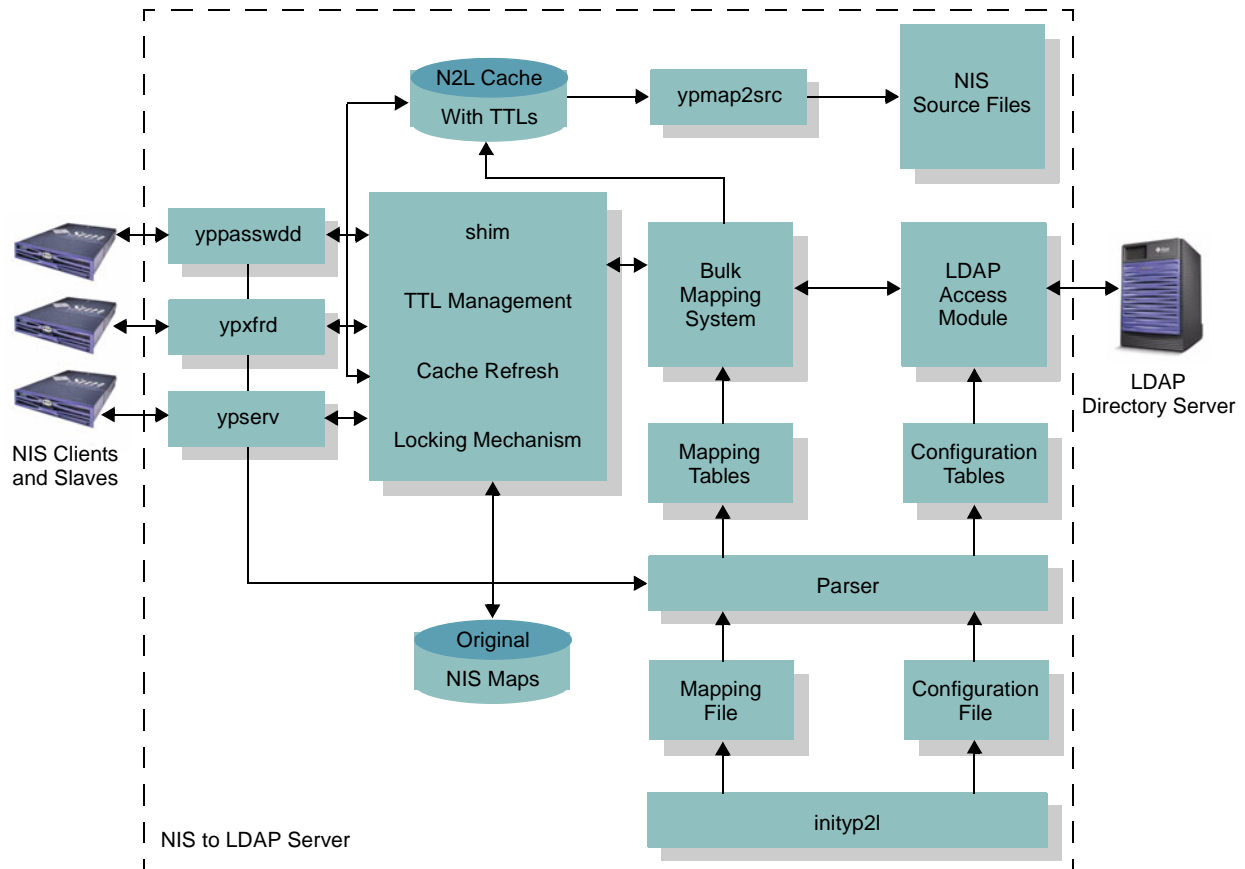 N2L Cache
With TTLs
ypmap2src
NIS
Source Files
yppasswdd
ypxfrd
ypserv
shim
TTL Management
Cache Refresh
Locking Mechanism
Bulk
Mapping
System
LDAP
Access
Module
NIS Clients
and Slaves
LDAP
Directory Server
Mapping
Tables
Configuration
Tables
Parser
Original
NIS Maps
Mapping
File
Configuration
File
inityp2l
NIS to LDAP Server